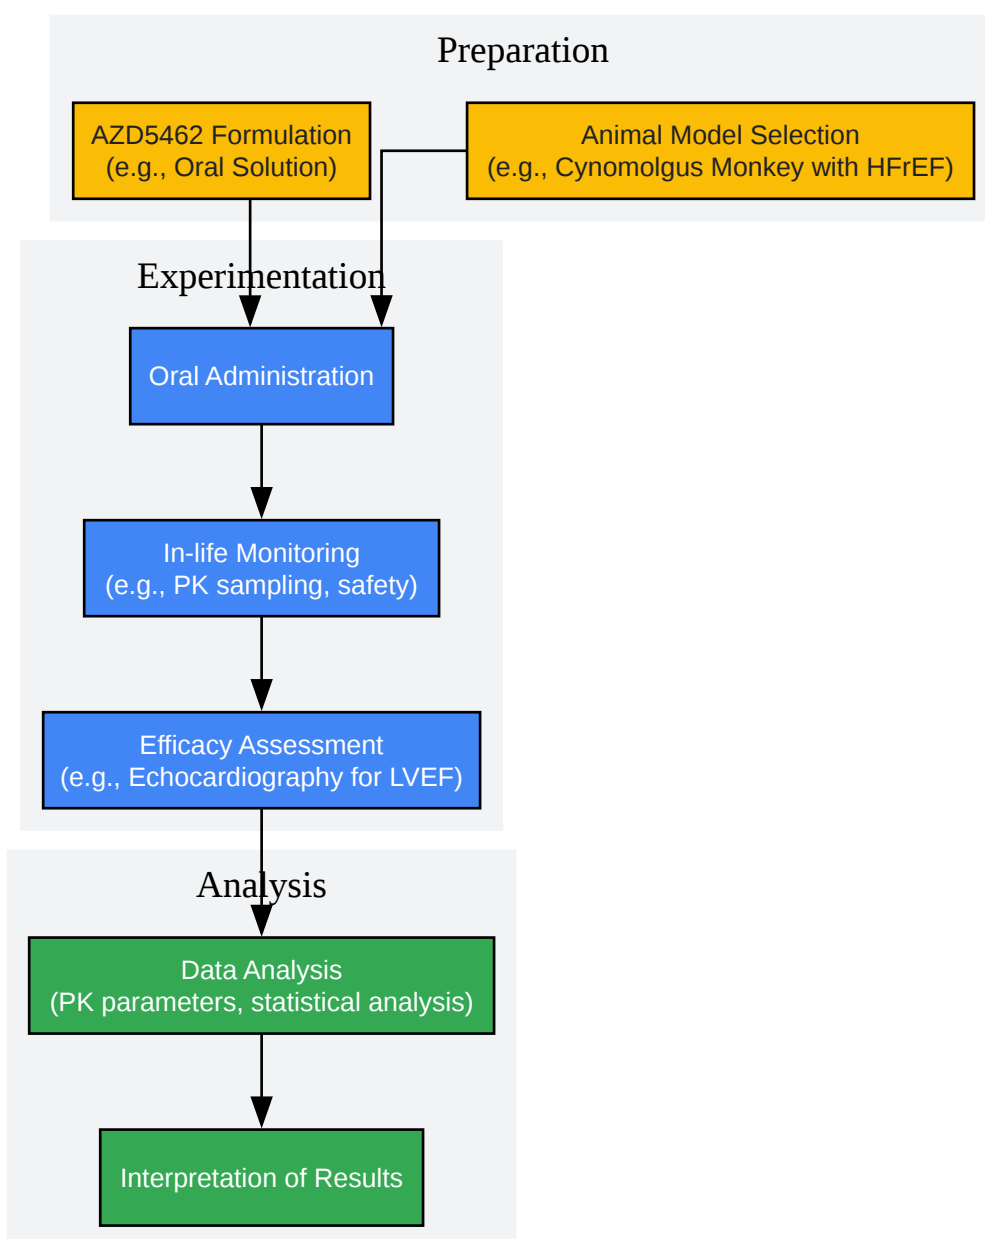 Preparation
AZD5462 Formulation
(e.g., Oral Solution)
Animal Model Selection
(e.g., Cynomolgus Monkey with HFrEF)
Experimentation
Oral Administration
In-life Monitoring
(e.g., PK sampling, safety)
Efficacy Assessment
(e.g., Echocardiography for LVEF)
Analysis
Data Analysis
(PK parameters, statistical analysis)
Interpretation of Results